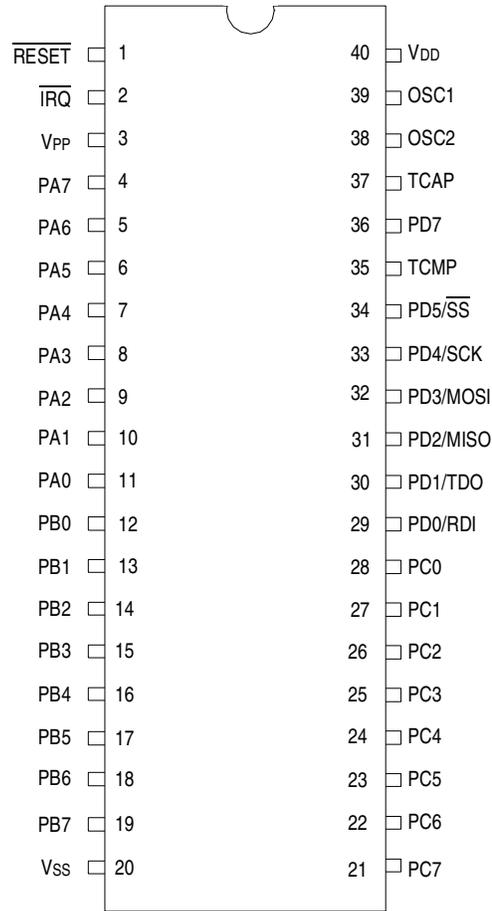 RESET 1 40 VDD
IRQ 2 39 OSC1
VPP 3 38 OSC2
PA7 4 37 TCAP
PA6 5 36 PD7
PA5 6 35 TCMP
PA4 7 34 PD5/SS
PA3 8 33 PD4/SCK
PA2 9 32 PD3/MOSI
PA1 10 31 PD2/MISO
PA0 11 30 PD1/TDO
PB0 12 29 PD0/RDI
PB1 13 28 PC0
PB2 14 27 PC1
PB3 15 26 PC2
PB4 16 25 PC3
PB5 17 24 PC4
PB6 18 23 PC5
PB7 19 22 PC6
VSS 20 21 PC7